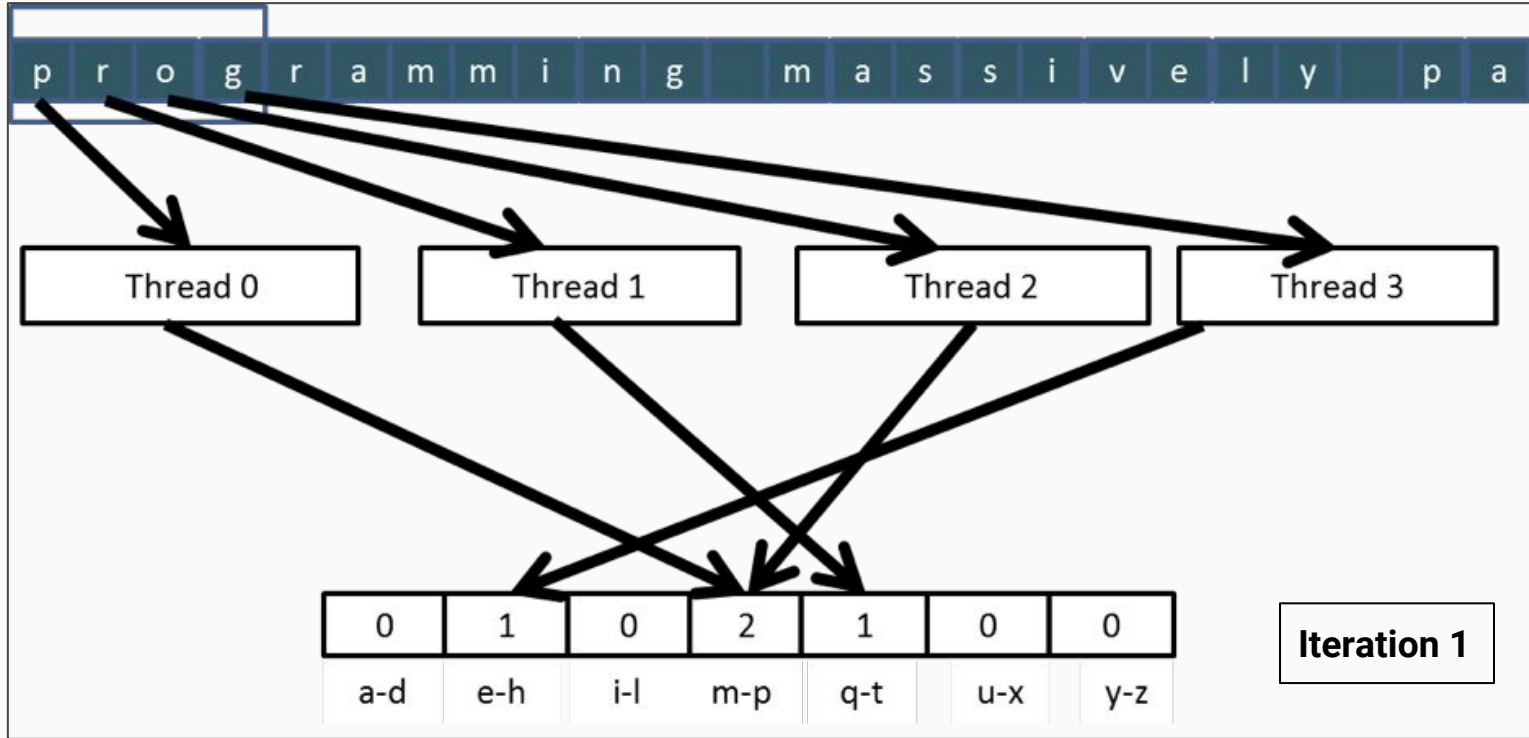 p r o g r a m m i n g m a s s i v e l y p a
Thread 0 Thread 1 Thread 2 Thread 3
0 1 0 2 1 0 0
a-d e-h i-l m-p q-t u-x y-z
Iteration 1